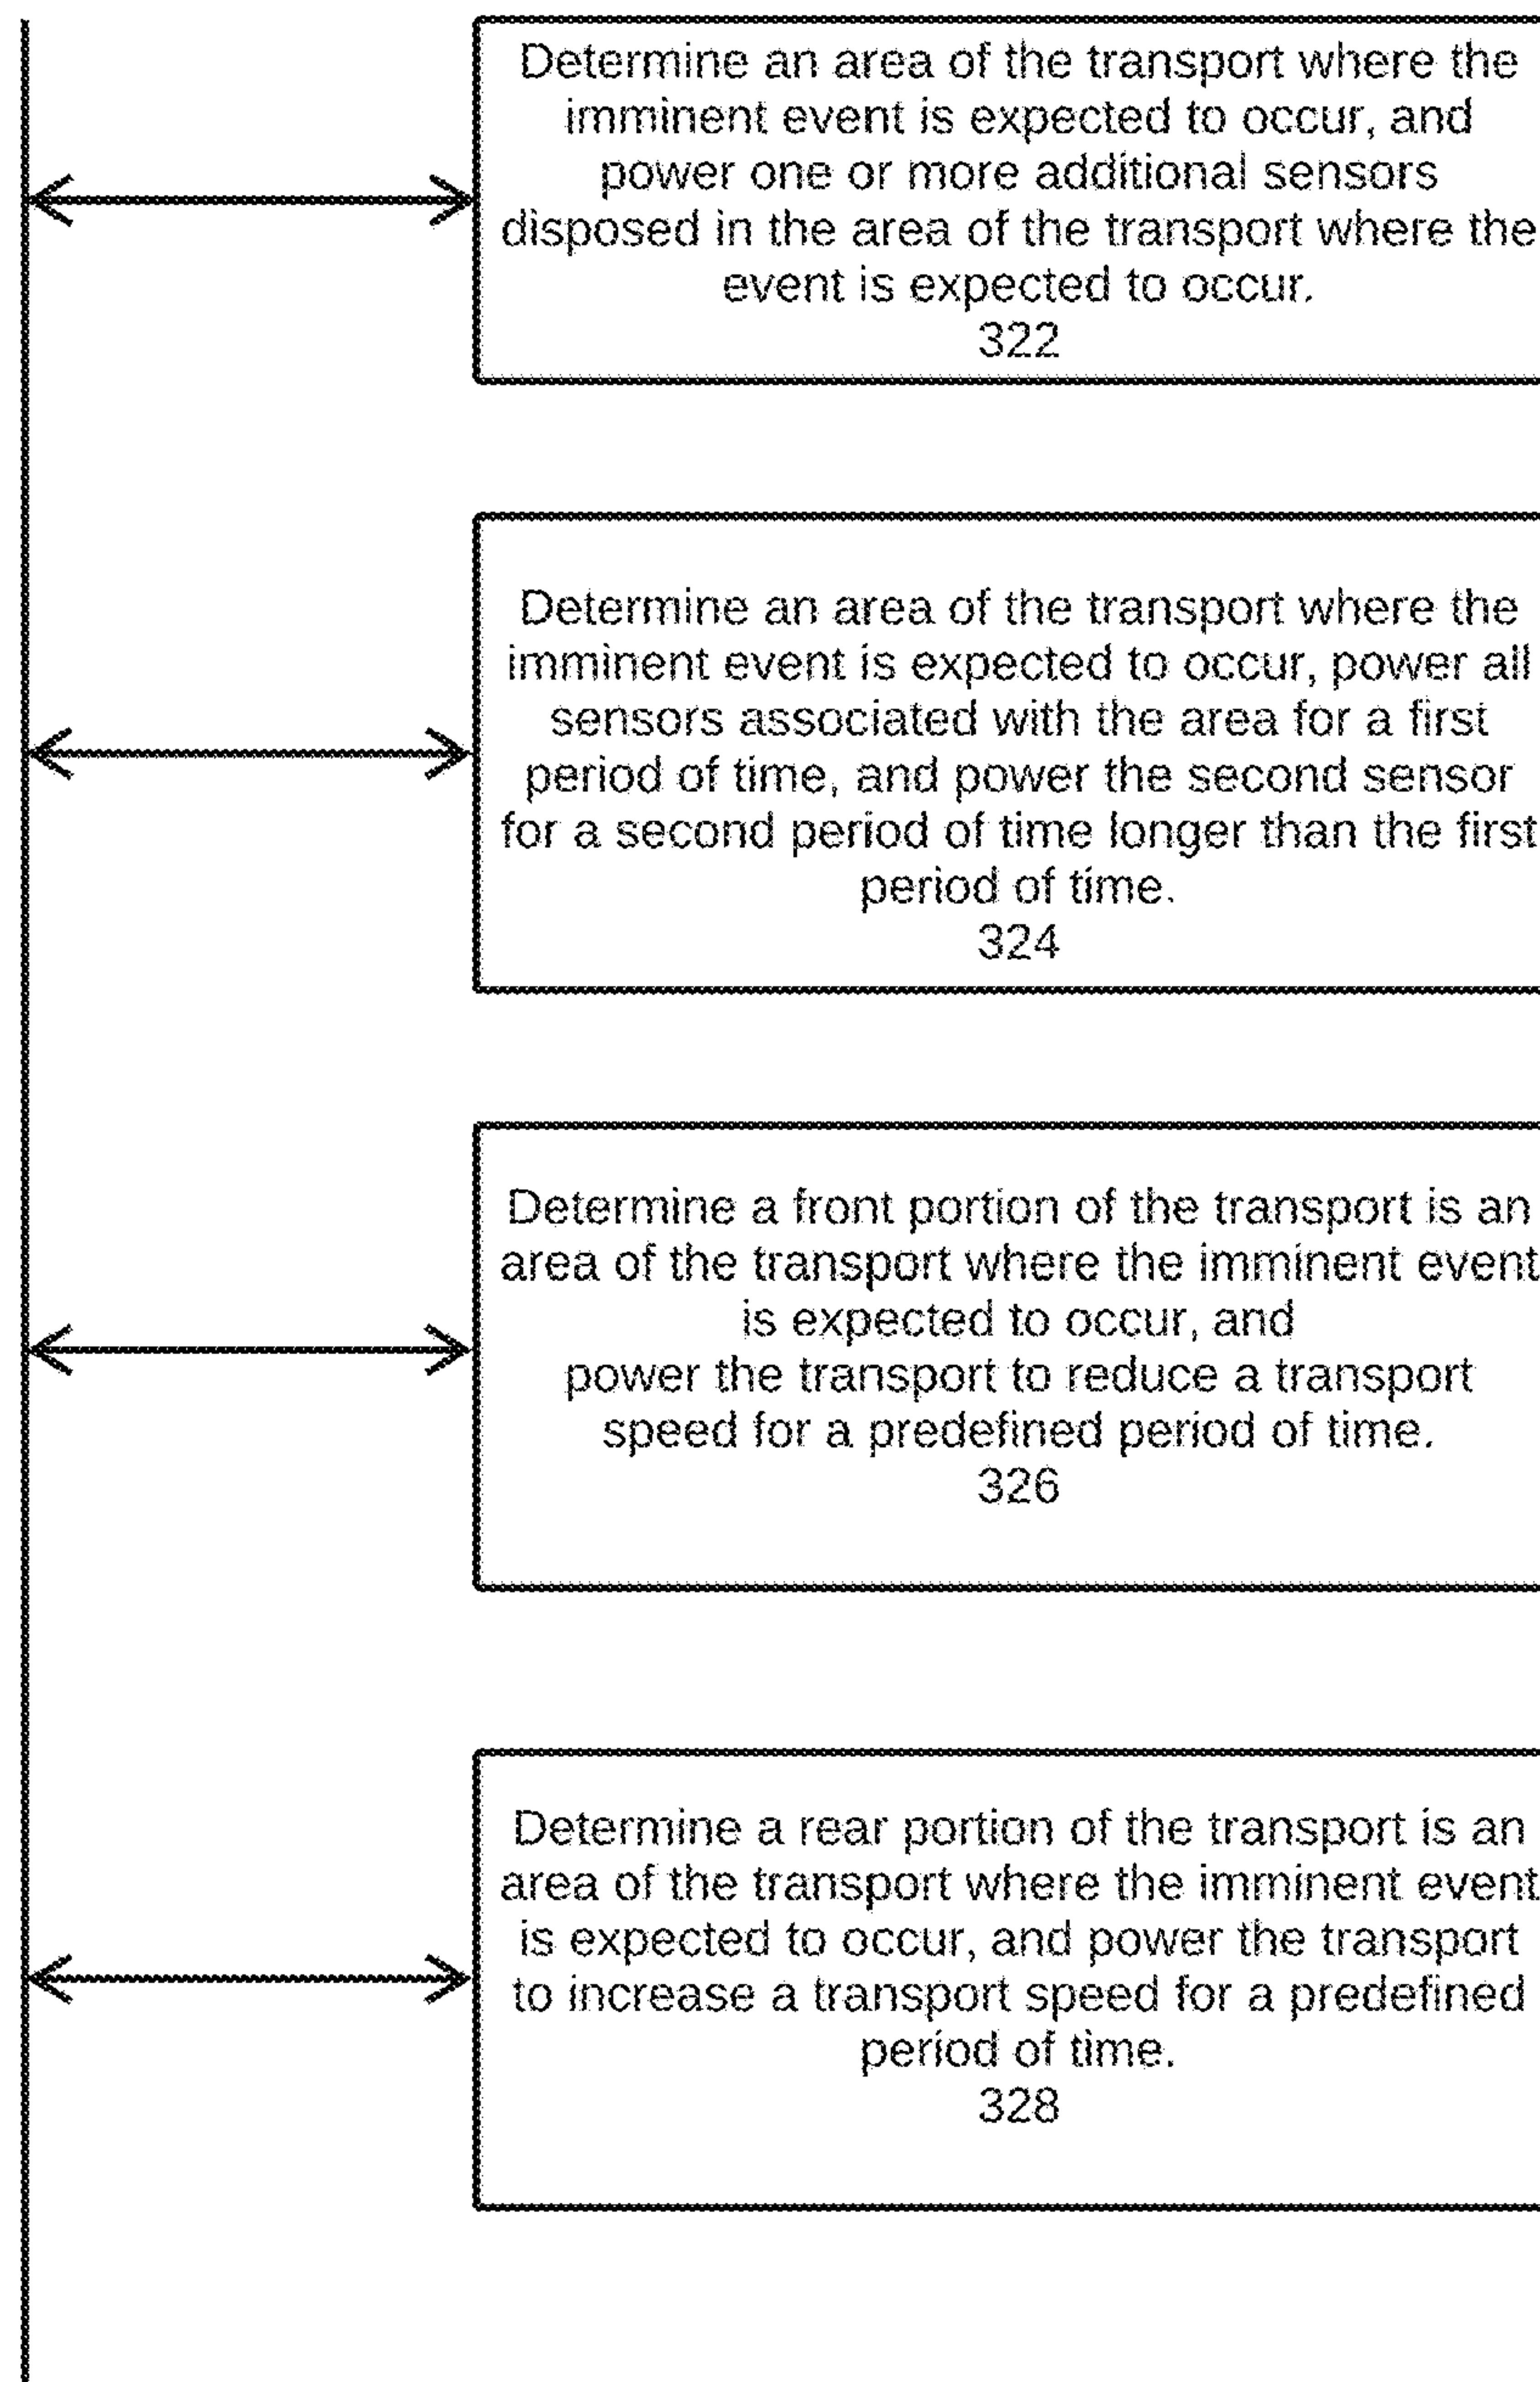 Determine an area of the transport where the
imminent event is expected to occur, and
power one or more additional sensors
disposed in the area of the transport where the
event is expected to occur.
322
Determine an area of the transport where the
imminent event is expected to occur, power all
sensors associated with the area for a first
period of time, and power the second sensor
for a second period of time longer than the first
period of time.
324
Determine a front portion of the transport is an
area of the transport where the imminent event
is expected to occur, and
power the transport to reduce a transport
speed for a predefined period of time.
326
Determine a rear portion of the transport is an
area of the transport where the imminent event
is expected to occur, and power the transport
to increase a transport speed for a predefined
period of time.
328